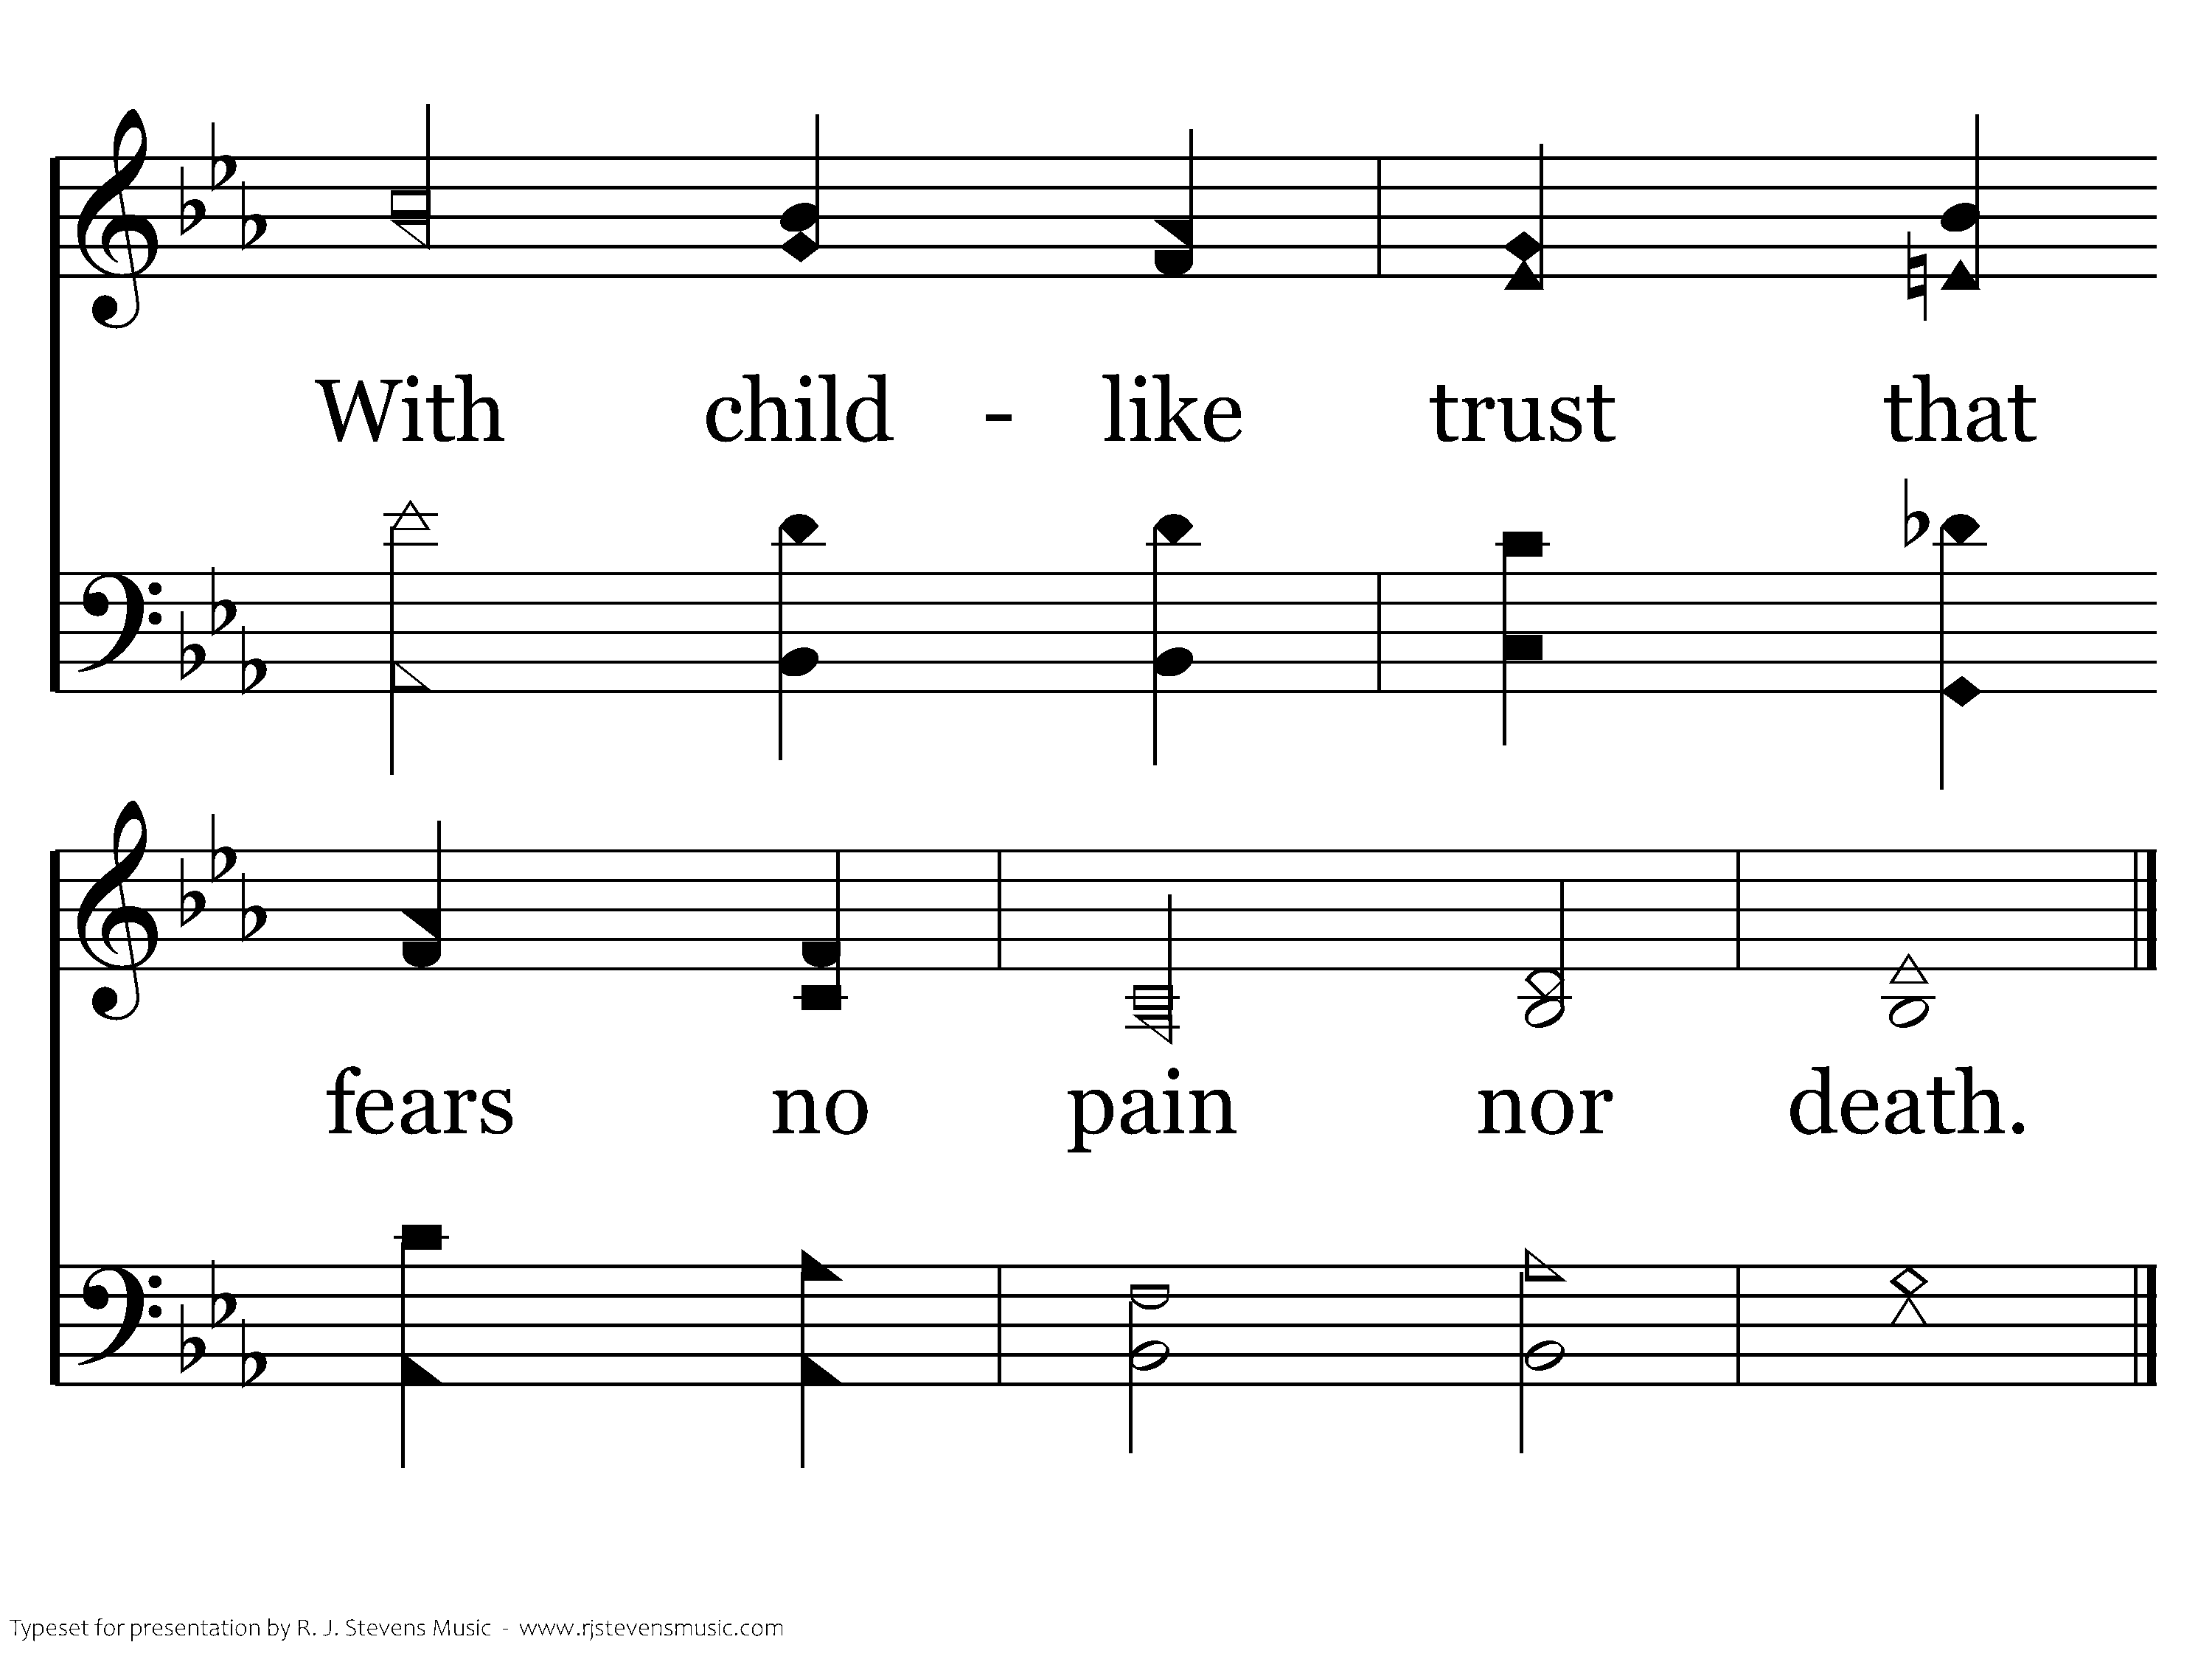 With child - like trust that
fears no pain nor death.
Typeset for presentation by R. J. Stevens Music - www.rjstevensmusic.com